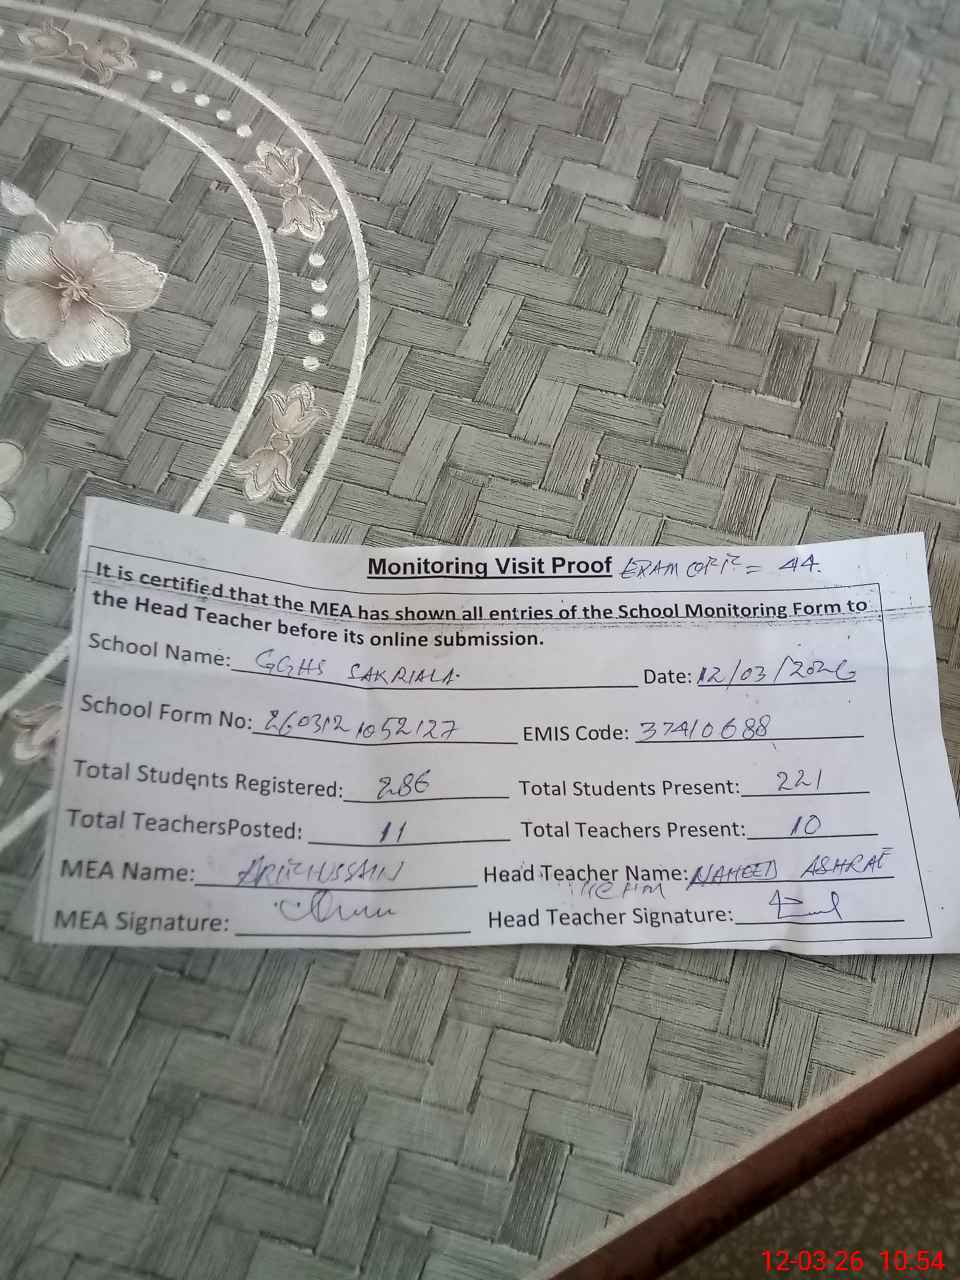 Monitoring Visit Proof EXAM = 44.
It is certified that the MEA has shown all entries of the School Monitoring Form to
the Head Teacher before its online submission.
School Name: GGHS SAKRIALA. Date: 12/03/2026
School Form No: 260312 1052127 EMIS Code: 37410688
Total Students Registered: 286 Total Students Present: 221
Total TeachersPosted: 11 Total Teachers Present: 10
MEA Name: Head Teacher Name: NAHEED ASHRAF
MEA Signature: Head Teacher Signature:
12-03-26 10:54